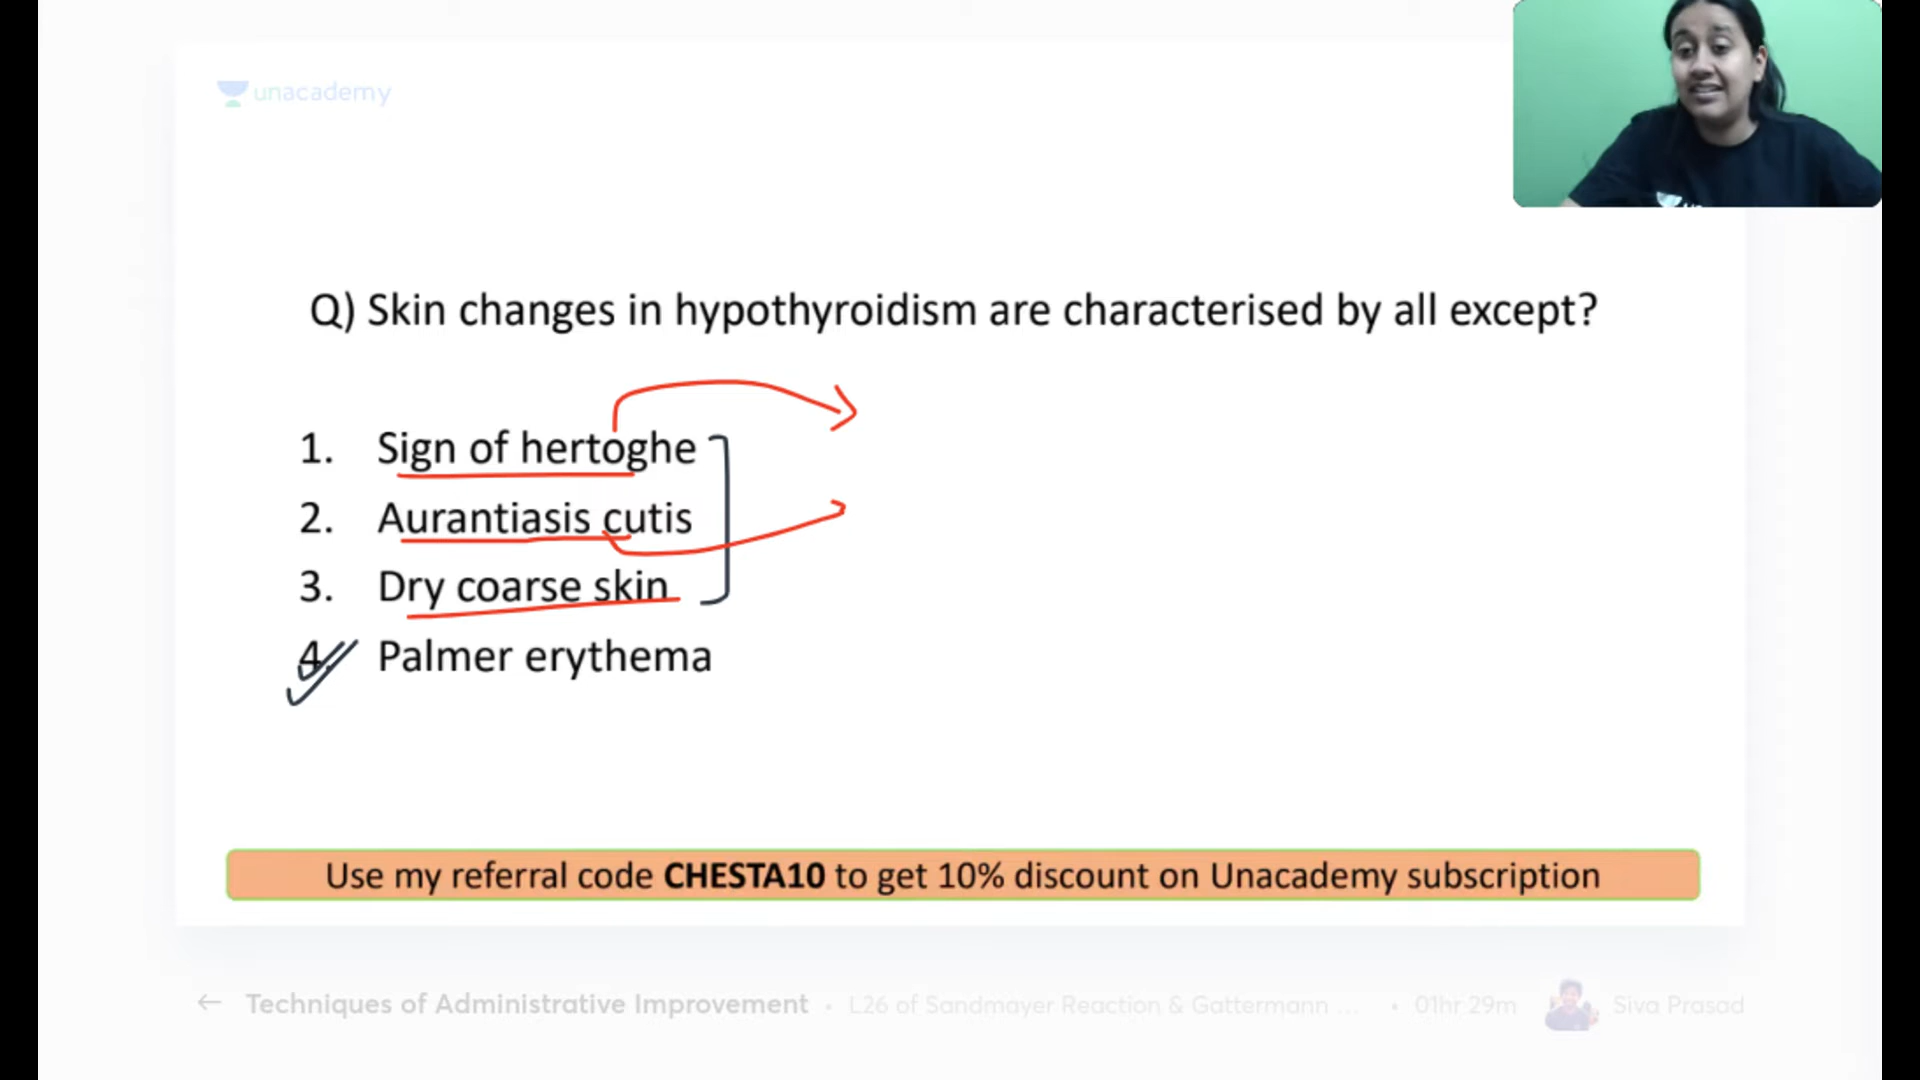 unacademy
Q) Skin changes in hypothyroidism are characterised by all except?
1. Sign of hertoghe
2. Aurantiasis cutis
3. Dry coarse skin
4. Palmer erythema
Use my referral code CHESTA10 to get 10% discount on Unacademy subscription
← Techniques of Administrative Improvement • L26 of Sandmayer Reaction & Gattermann ... • 01hr 29m Siva Prasad